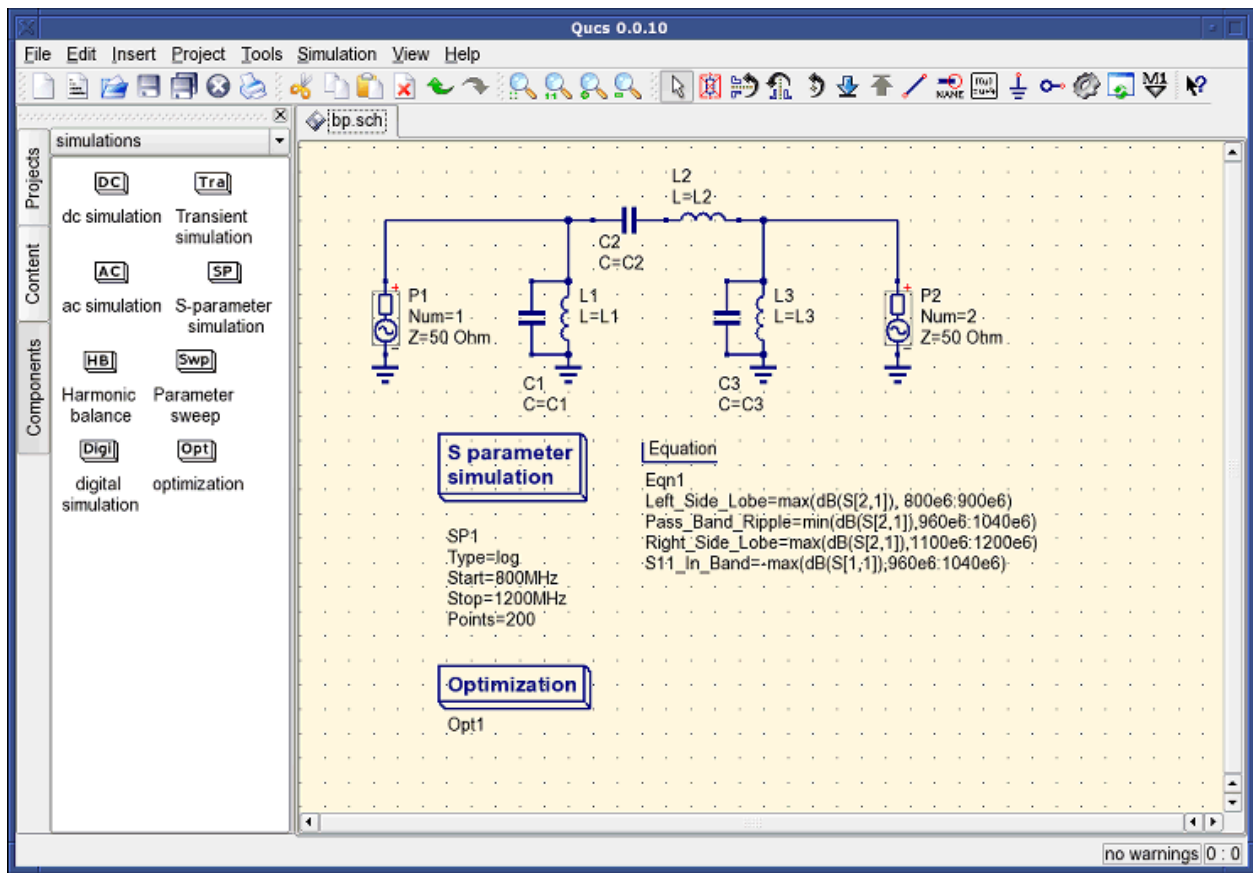 Qucs 0.0.10
File Edit Insert Project Tools Simulation View Help
NAME
M1
bp.sch
Projects
Content
Components
simulations
DC
Tra
dc simulation
Transient
simulation
AC
SP
ac simulation
S-parameter
simulation
HB
Swp
Harmonic
balance
Parameter
sweep
Digi
Opt
digital
simulation
optimization
L2
L=L2
C2
C=C2
P1
Num=1
Z=50 Ohm
L1
L=L1
L3
L=L3
P2
Num=2
Z=50 Ohm
C1
C=C1
C3
C=C3
S parameter
simulation
SP1
Type=log
Start=800MHz
Stop=1200MHz
Points=200
Equation
Eqn1
Left_Side_Lobe=max(dB(S[2,1]), 800e6:900e6)
Pass_Band_Ripple=min(dB(S[2,1]),960e6:1040e6)
Right_Side_Lobe=max(dB(S[2,1]),1100e6:1200e6)
S11_In_Band=-max(dB(S[1,1]),960e6:1040e6)
Optimization
Opt1
no warnings 0 : 0